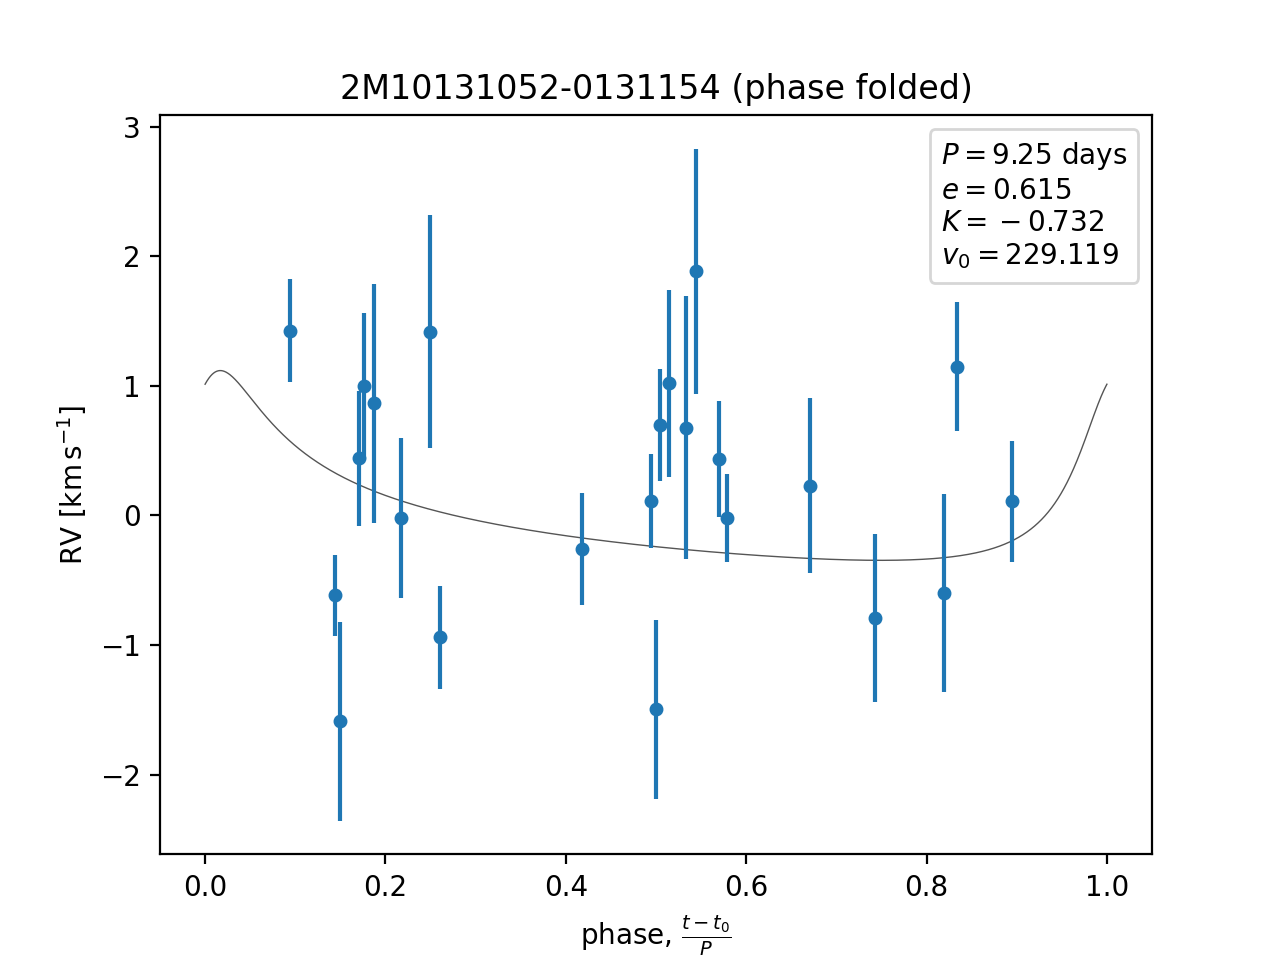 2M10131052-0131154 (phase folded)
P = 9.25 days
e = 0.615
K = −0.732
v₀ = 229.119
3
2
1
0
−1
−2
RV [km s⁻¹]
0.0 0.2 0.4 0.6 0.8 1.0
phase, (t − t₀)/P